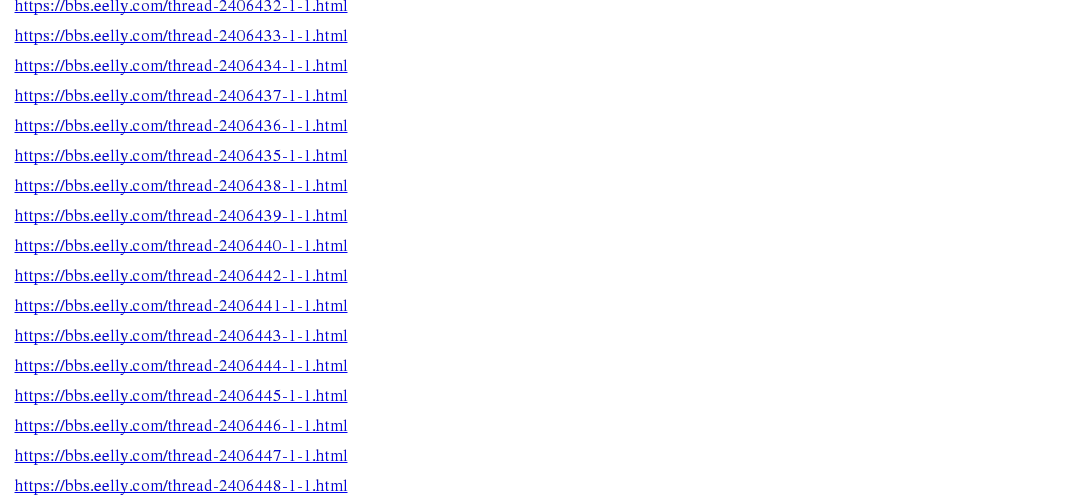 https://bbs.eelly.com/thread-2406432-1-1.html
https://bbs.eelly.com/thread-2406433-1-1.html
https://bbs.eelly.com/thread-2406434-1-1.html
https://bbs.eelly.com/thread-2406437-1-1.html
https://bbs.eelly.com/thread-2406436-1-1.html
https://bbs.eelly.com/thread-2406435-1-1.html
https://bbs.eelly.com/thread-2406438-1-1.html
https://bbs.eelly.com/thread-2406439-1-1.html
https://bbs.eelly.com/thread-2406440-1-1.html
https://bbs.eelly.com/thread-2406442-1-1.html
https://bbs.eelly.com/thread-2406441-1-1.html
https://bbs.eelly.com/thread-2406443-1-1.html
https://bbs.eelly.com/thread-2406444-1-1.html
https://bbs.eelly.com/thread-2406445-1-1.html
https://bbs.eelly.com/thread-2406446-1-1.html
https://bbs.eelly.com/thread-2406447-1-1.html
https://bbs.eelly.com/thread-2406448-1-1.html